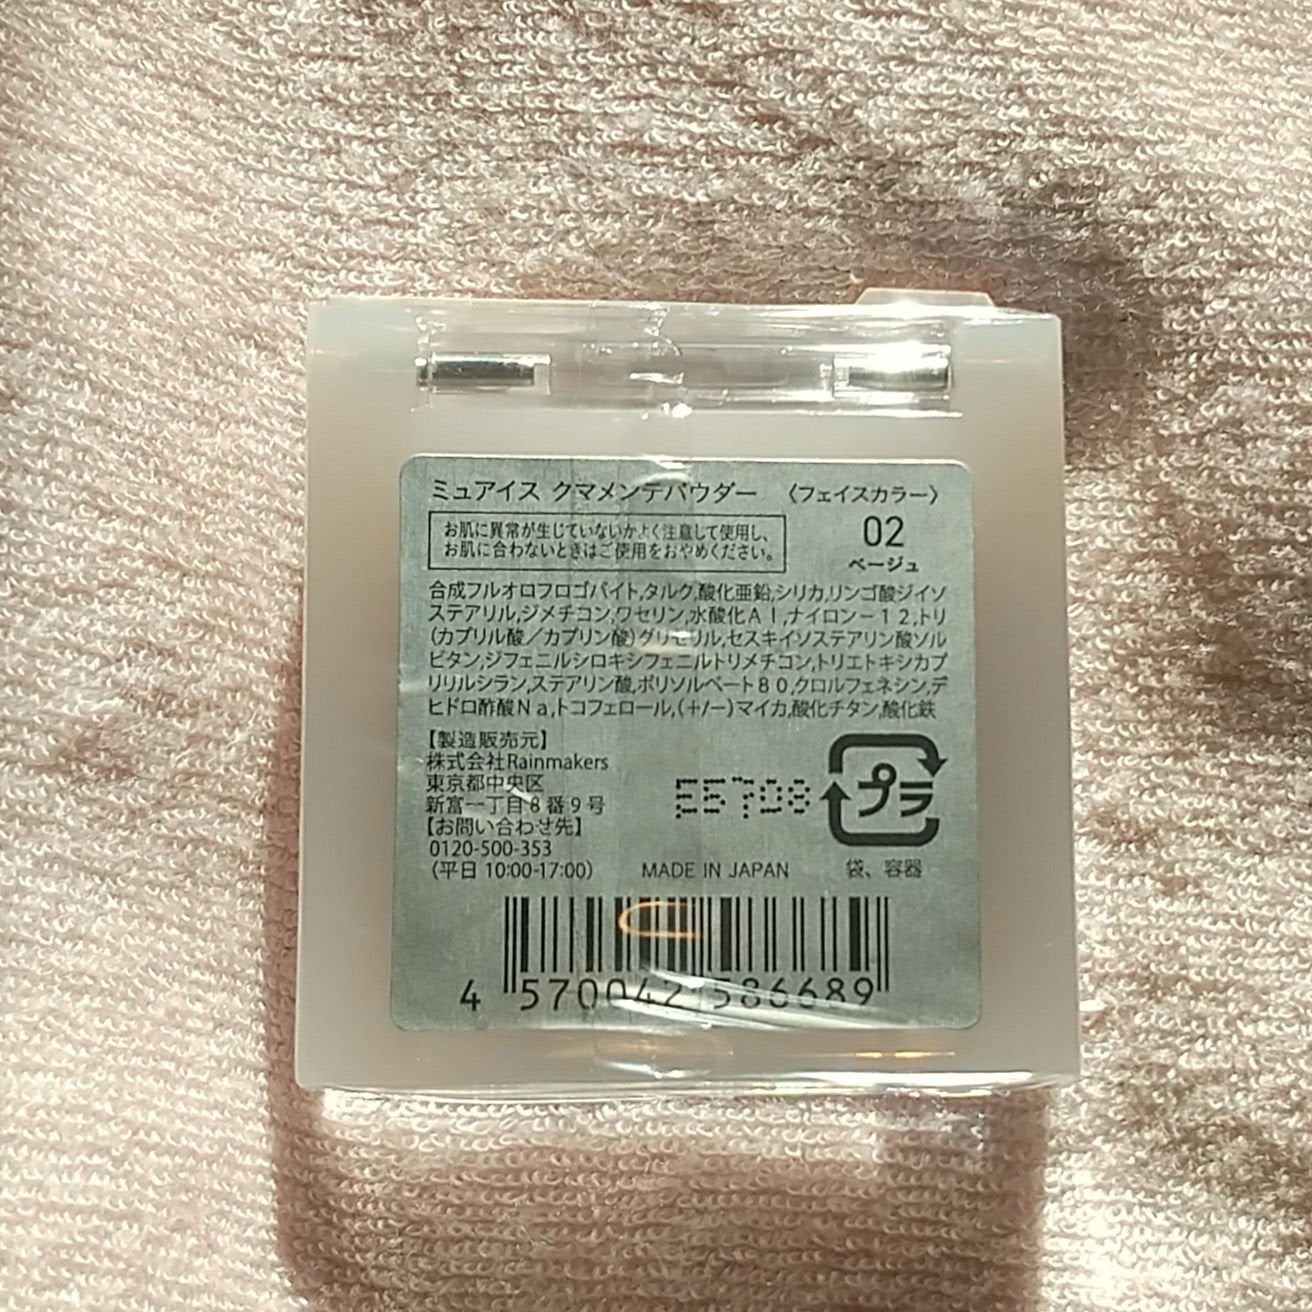 ミュアイス クマメンテパウダー 〈フェイスカラー〉
お肌に異常が生じていないかよく注意して使用し、
お肌に合わないときはご使用をおやめください。
02
ベージュ
合成フルオロフロゴパイト,タルク,酸化亜鉛,シリカ,リンゴ酸ジイソ
ステアリル,ジメチコン,ワセリン,水酸化Ａｌ,ナイロン－１２,トリ
(カプリル酸／カプリン酸)グリセリル,セスキイソステアリン酸ソル
ビタン,ジフェニルシロキシフェニルトリメチコン,トリエトキシカプ
リリルシラン,ステアリン酸,ポリソルベート８０,クロルフェネシン,デ
ヒドロ酢酸Ｎａ,トコフェロール,(＋/－)マイカ,酸化チタン,酸化鉄
【製造販売元】
株式会社Rainmakers
東京都中央区
新富一丁目８番９号
【お問い合わせ先】
0120-500-353
(平日 10:00-17:00)
E5708
プラ
MADE IN JAPAN
袋、容器
4 570042 586689